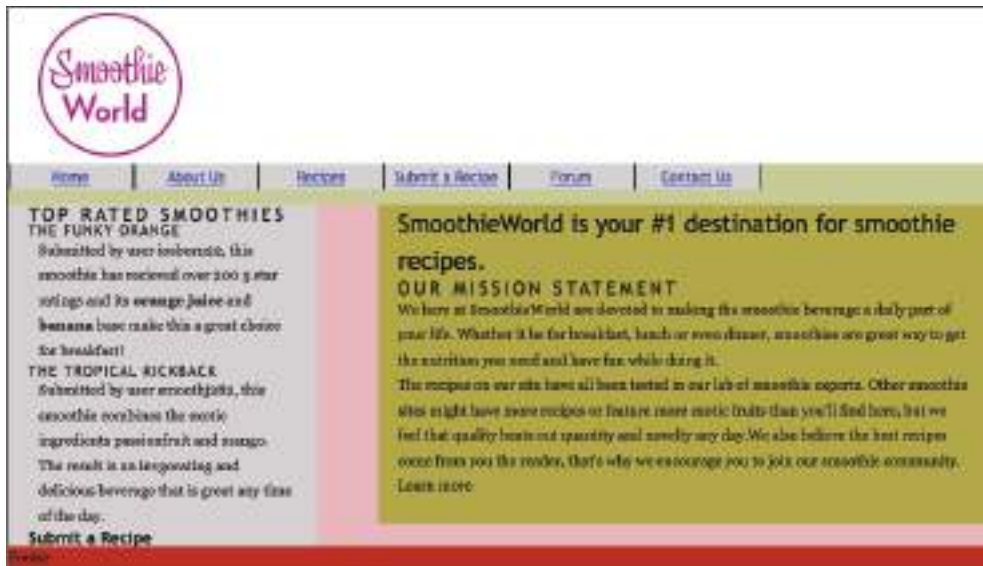 Smoothie
World
Home About Us Recipes Submit a Recipe Forum Contact Us
TOP RATED SMOOTHIES
THE FUNKY ORANGE
Submitted by user this
smoothie has recieved over 200 5 star
ratings and its orange juice and
banana base make this a great choice
for breakfast!
THE TROPICAL KICKBACK
Submitted by user this
smoothie combines the exotic
ingredients passionfruit and mango.
The result is an and
delicious beverage that is great any time
of the day.
Submit a Recipe
SmoothieWorld is your #1 destination for smoothie
recipes.
OUR MISSION STATEMENT
We here at SmoothieWorld are devoted to making the smoothie beverage a daily part of
your life. Whether it be for breakfast, lunch or even dinner, smoothies are great way to get
the nutrition you need and have fun while doing it.
The recipes on our site have all been tested in our lab of smoothie experts. Other smoothie
sites might have more recipes or feature more exotic fruits than you'll find here, but we
feel that quality beats out quantity and novelty any day.We also believe the best recipes
come from you the reader, that's why we encourage you to join our smoothie community.
Learn more
Footer